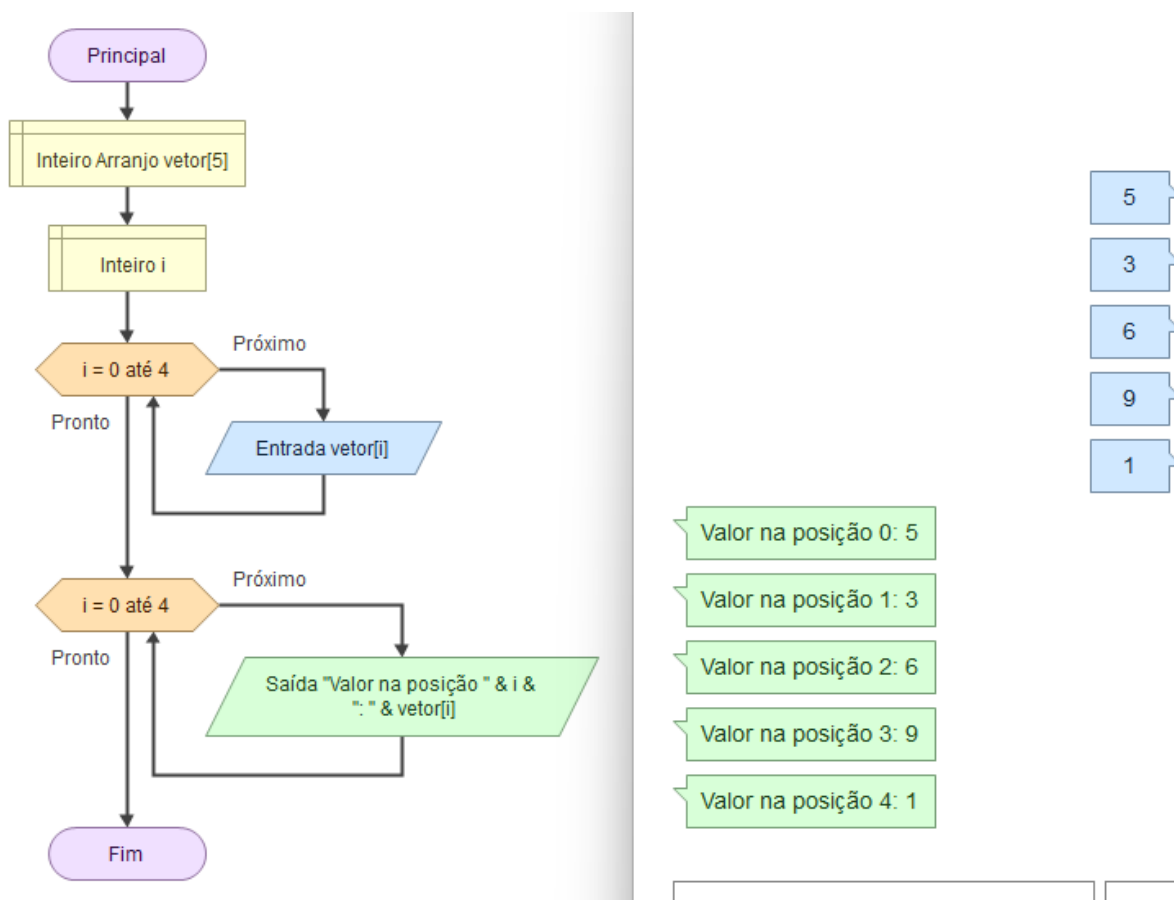 Principal
Inteiro Arranjo vetor[5]
Inteiro i
i = 0 até 4
Próximo
Entrada vetor[i]
Pronto
i = 0 até 4
Próximo
Saída "Valor na posição " & i &
": " & vetor[i]
Pronto
Fim
5
3
6
9
1
Valor na posição 0: 5
Valor na posição 1: 3
Valor na posição 2: 6
Valor na posição 3: 9
Valor na posição 4: 1